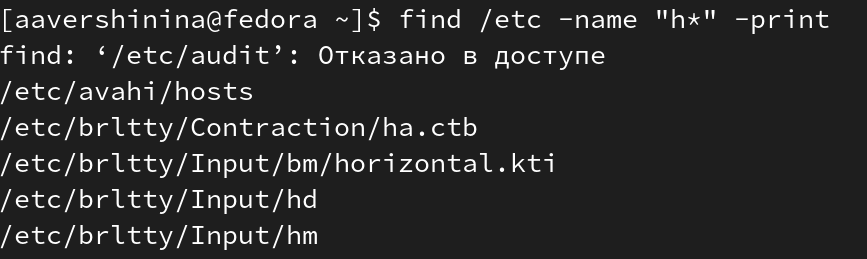 [aavershinina@fedora ~]$ find /etc -name "h*" -print
find: ‘/etc/audit’: Отказано в доступе
/etc/avahi/hosts
/etc/brltty/Contraction/ha.ctb
/etc/brltty/Input/bm/horizontal.kti
/etc/brltty/Input/hd
/etc/brltty/Input/hm